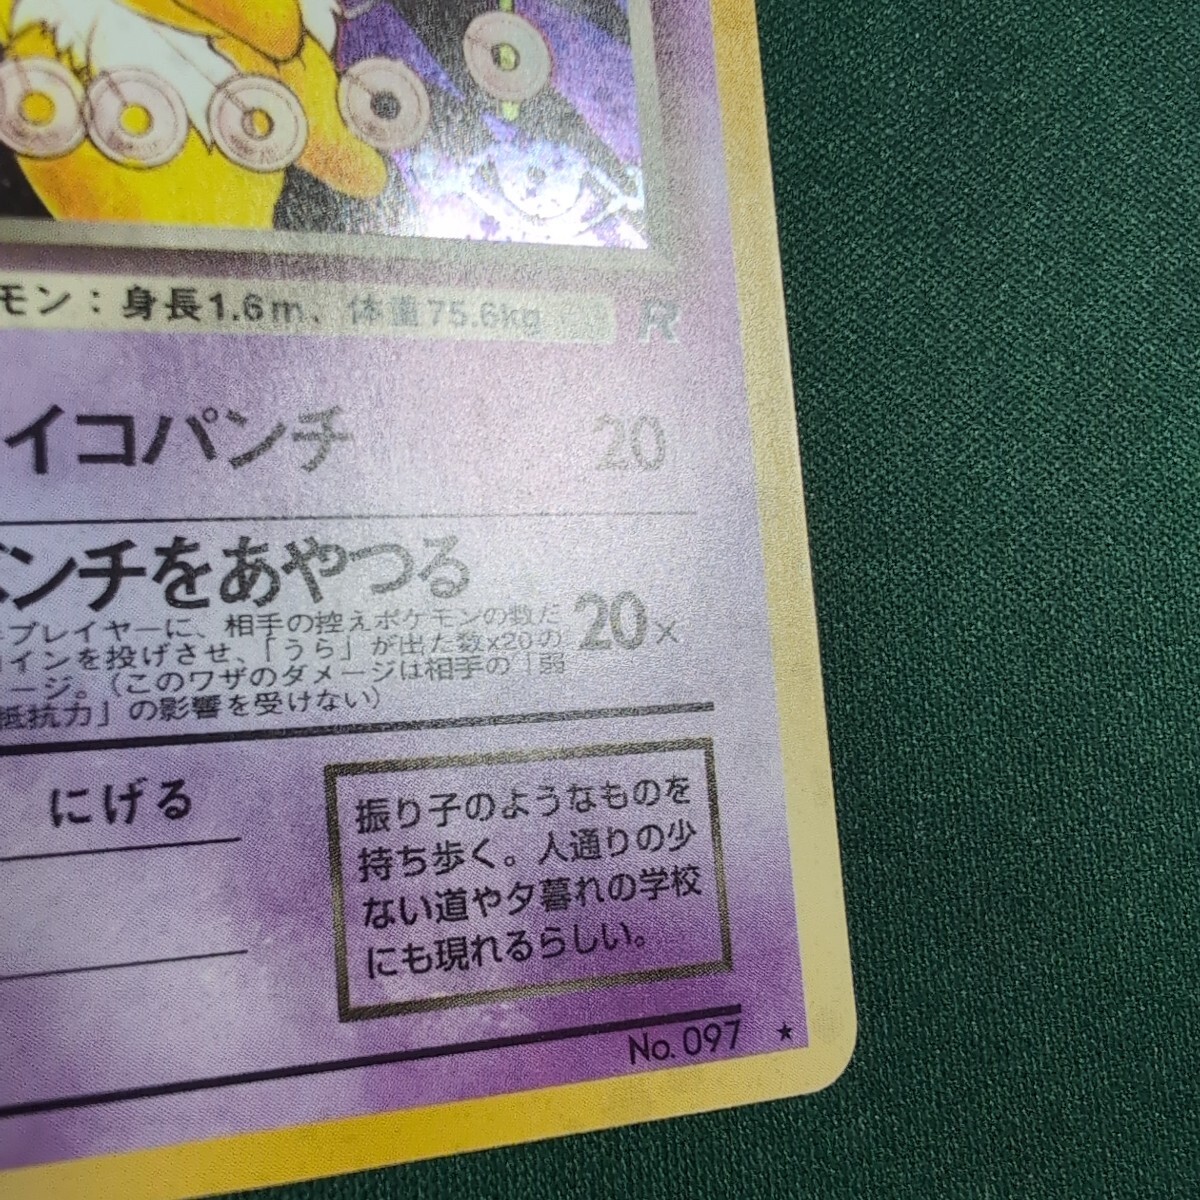 モン：身長1.6m、体重75.6kg R
イコパンチ 20
ンチをあやつる 20×
プレイヤーに、相手の控えポケモンの数だ
インを投げさせ、「うら」が出た数x20の
ージ。（このワザのダメージは相手の「弱
抵抗力」の影響を受けない）
にげる
振り子のようなものを
持ち歩く。人通りの少
ない道や夕暮れの学校
にも現れるらしい。
No. 097 ★